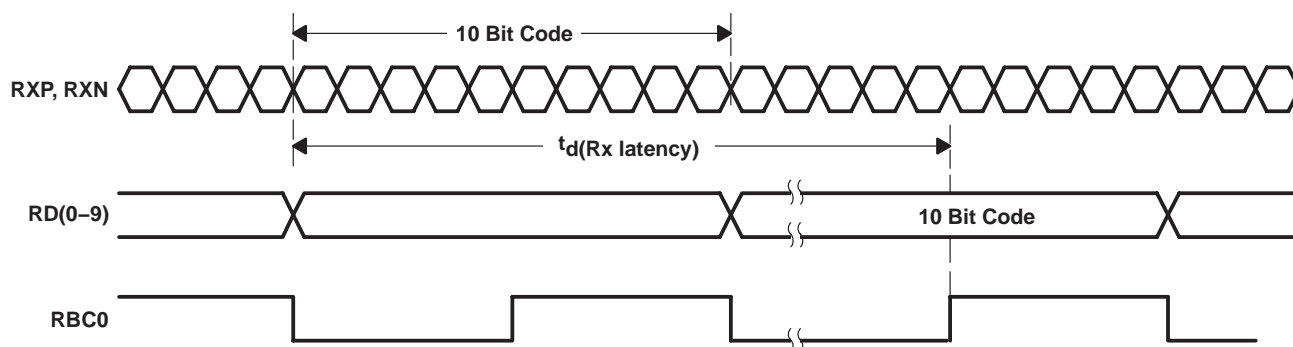 10 Bit Code
RXP, RXN
td(Rx latency)
RD(0–9)
10 Bit Code
RBC0